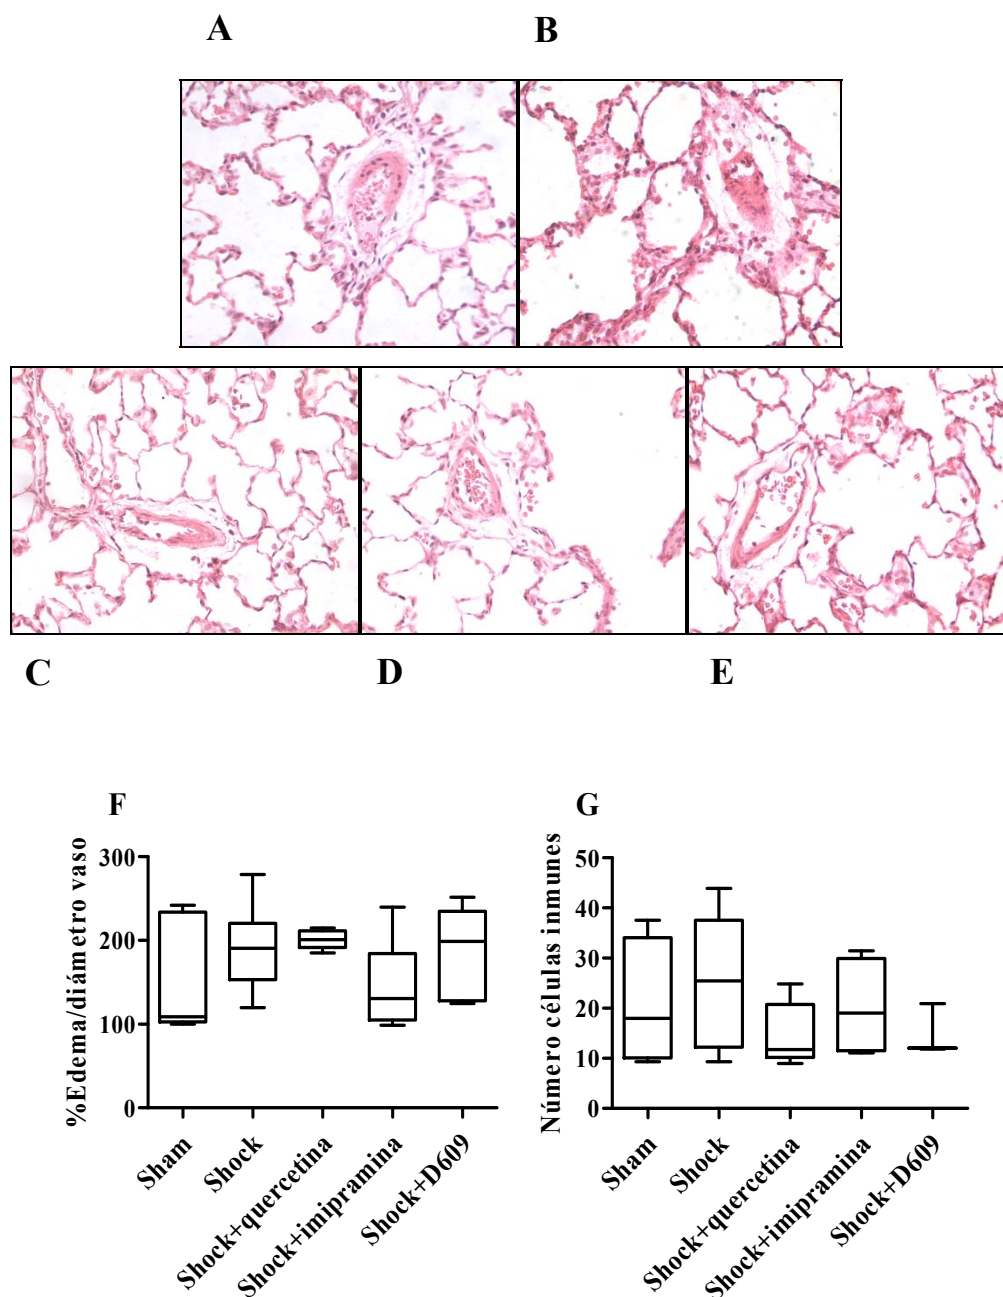 A B
C D E
F
%Edema/diámetro vaso
300
200
100
0
Sham
Shock
Shock+quercetina
Shock+imipramina
Shock+D609
G
Número células inmunes
50
40
30
20
10
0
Sham
Shock
Shock+quercetina
Shock+imipramina
Shock+D609